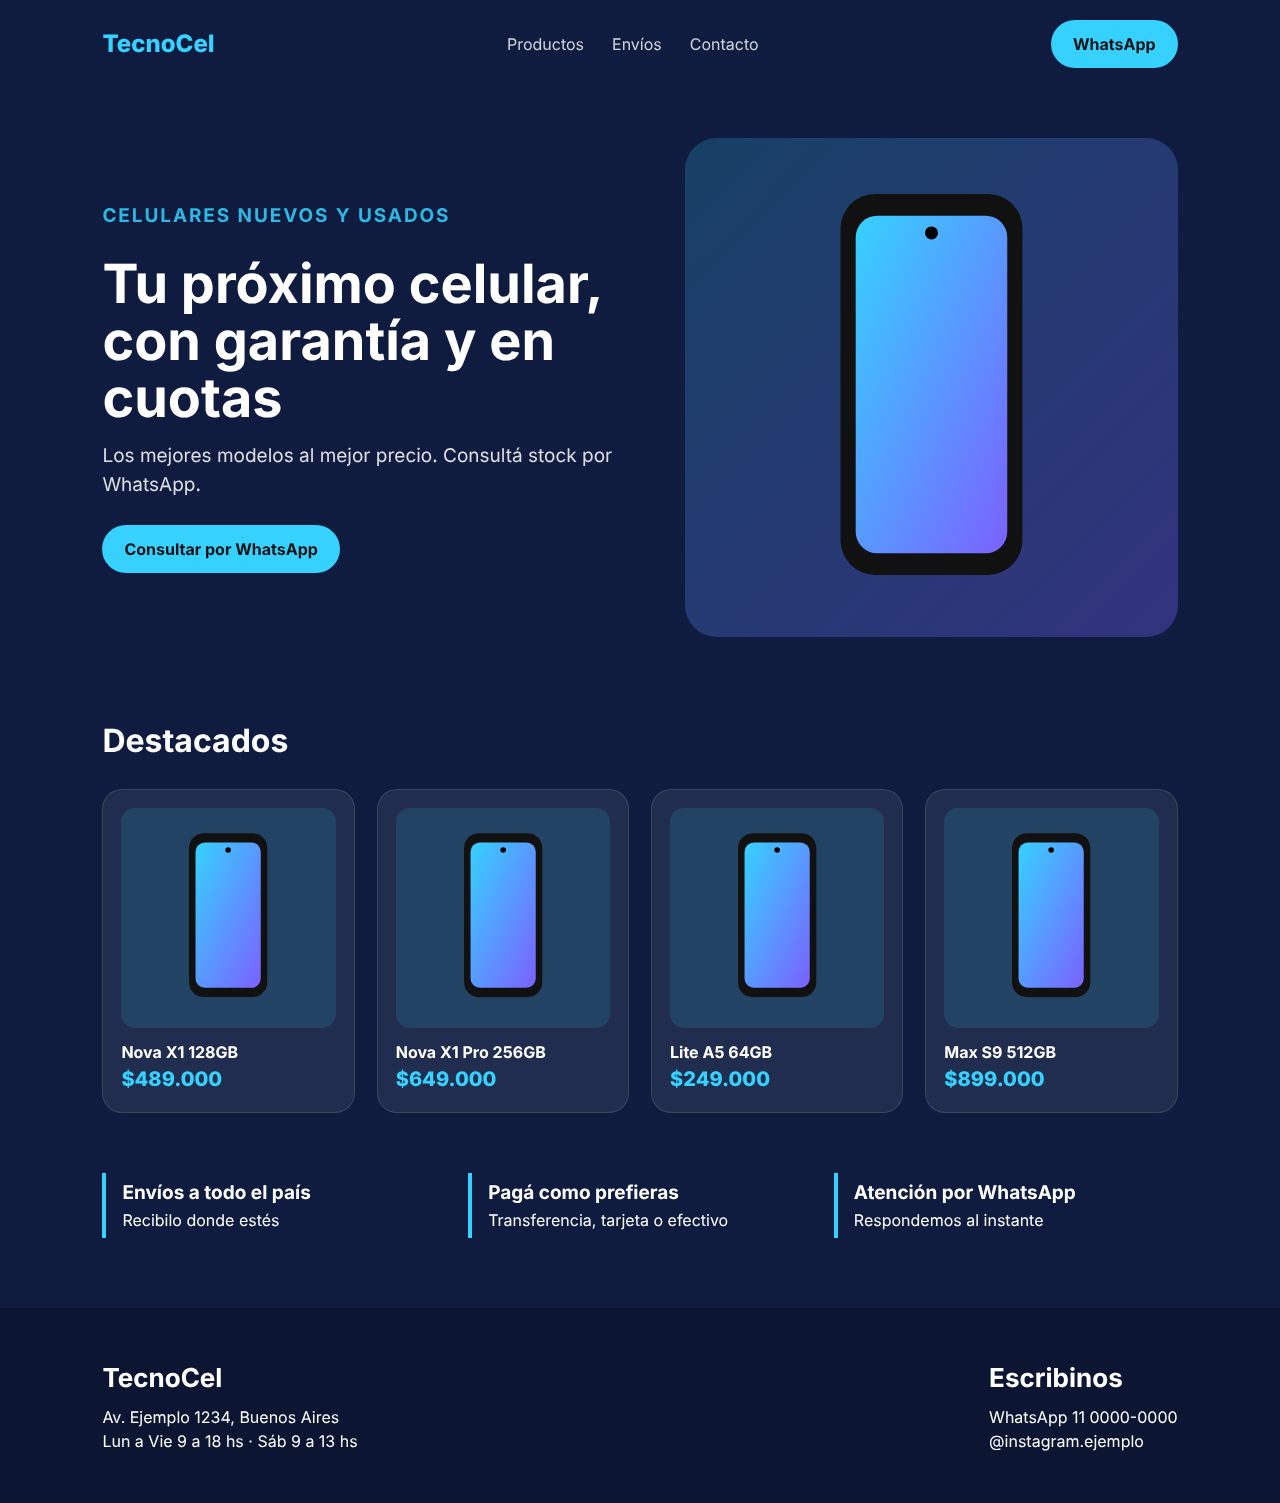 TecnoCel
Productos
Envíos
Contacto
WhatsApp
CELULARES NUEVOS Y USADOS
Tu próximo celular,
con garantía y en
cuotas
Los mejores modelos al mejor precio. Consultá stock por
WhatsApp.
Consultar por WhatsApp
Destacados
Nova X1 128GB
$489.000
Nova X1 Pro 256GB
$649.000
Lite A5 64GB
$249.000
Max S9 512GB
$899.000
Envíos a todo el país
Recibilo donde estés
Pagá como prefieras
Transferencia, tarjeta o efectivo
Atención por WhatsApp
Respondemos al instante
TecnoCel
Av. Ejemplo 1234, Buenos Aires
Lun a Vie 9 a 18 hs · Sáb 9 a 13 hs
Escribinos
WhatsApp 11 0000-0000
@instagram.ejemplo